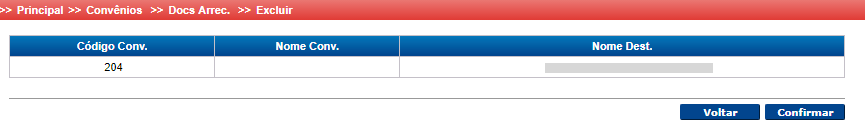 >> Principal >> Convênios >> Docs Arrec. >> Excluir
Código Conv. Nome Conv. Nome Dest.
204
Voltar Confirmar